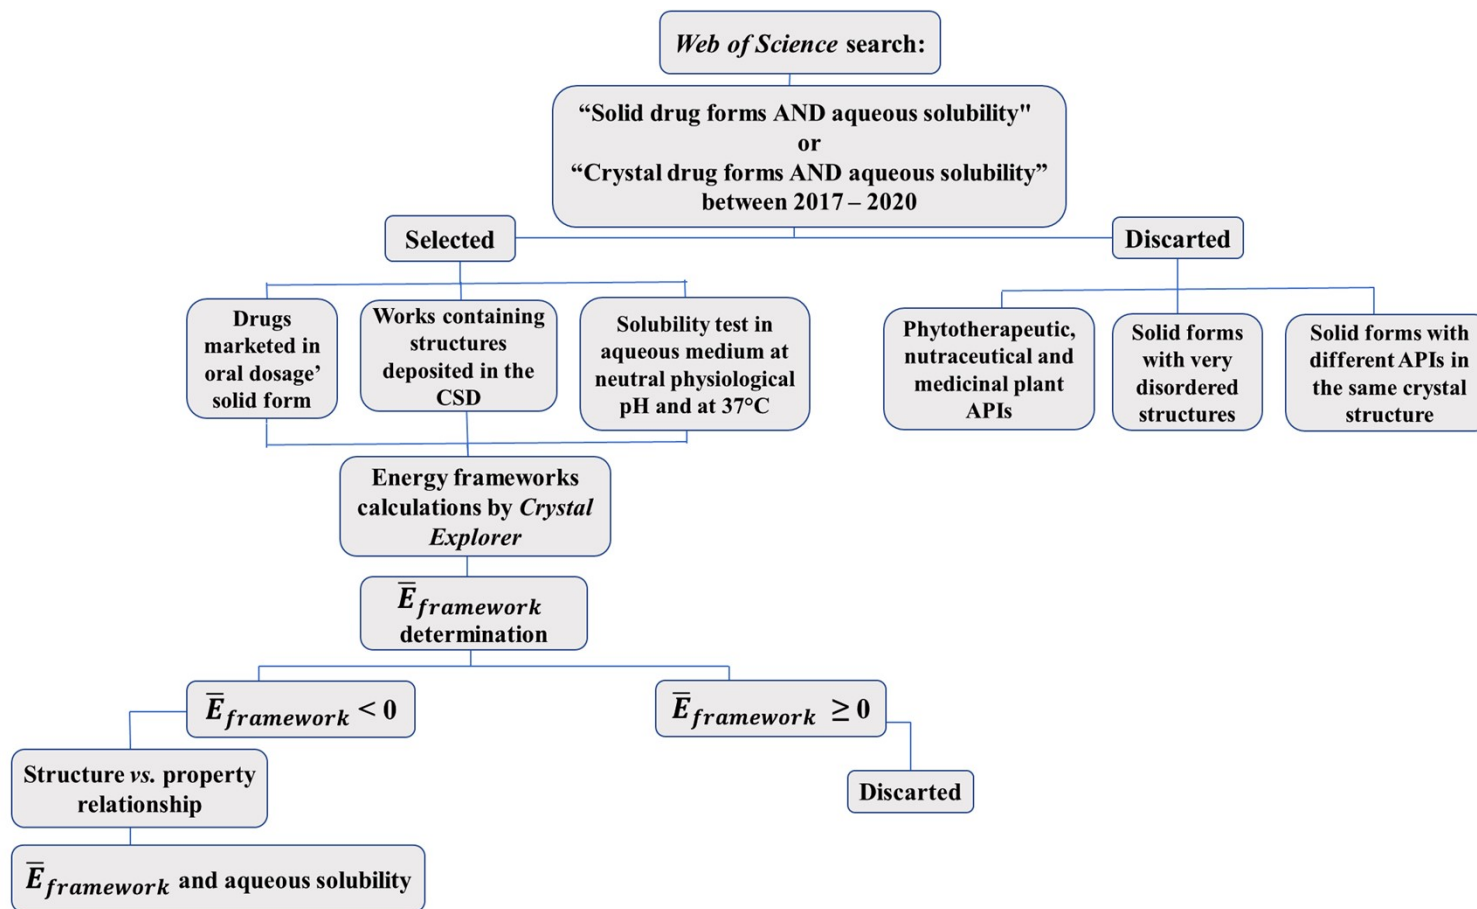 Web of Science search:
“Solid drug forms AND aqueous solubility"
or
“Crystal drug forms AND aqueous solubility”
between 2017 – 2020
Selected
Discarted
Drugs
marketed in
oral dosage’
solid form
Works containing
structures
deposited in the
CSD
Solubility test in
aqueous medium at
neutral physiological
pH and at 37°C
Phytotherapeutic,
nutraceutical and
medicinal plant
APIs
Solid forms
with very
disordered
structures
Solid forms with
different APIs in
the same crystal
structure
Energy frameworks
calculations by Crystal
Explorer
E̅framework
determination
E̅framework < 0
E̅framework ≥ 0
Structure vs. property
relationship
Discarted
E̅framework and aqueous solubility